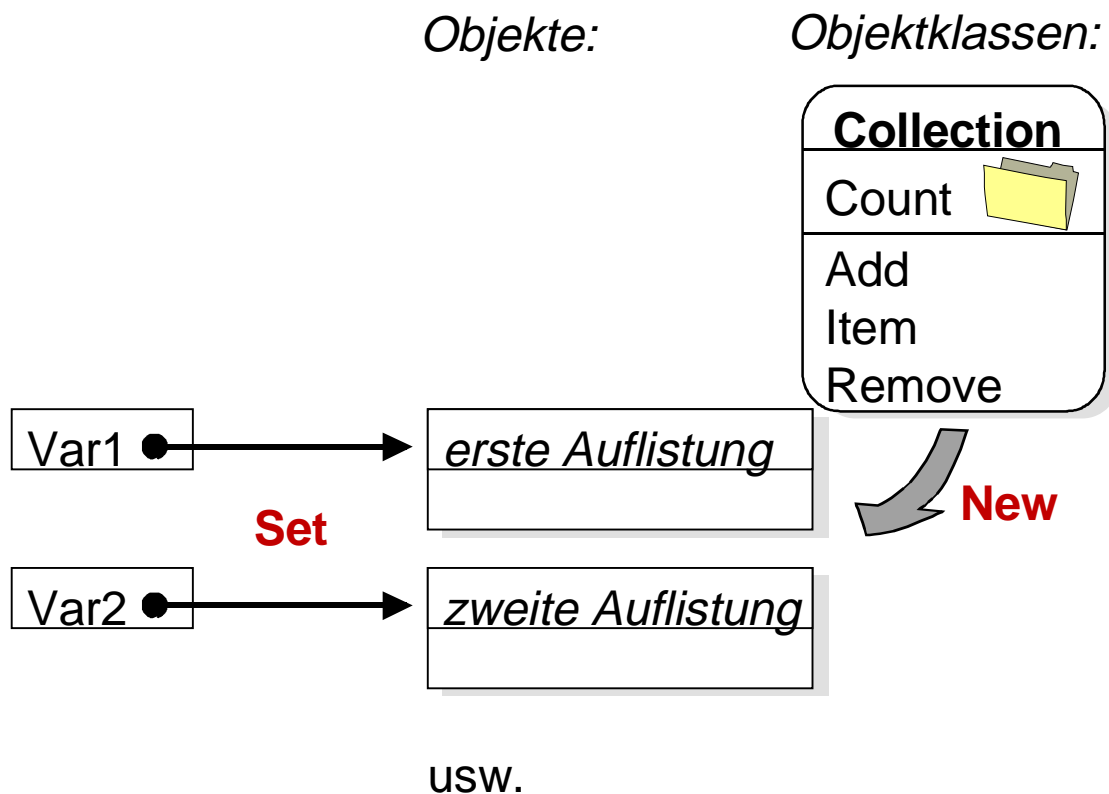 Objekte:
Objektklassen:
Collection
Count
Add
Item
Remove
Var1
erste Auflistung
Set
New
Var2
zweite Auflistung
usw.